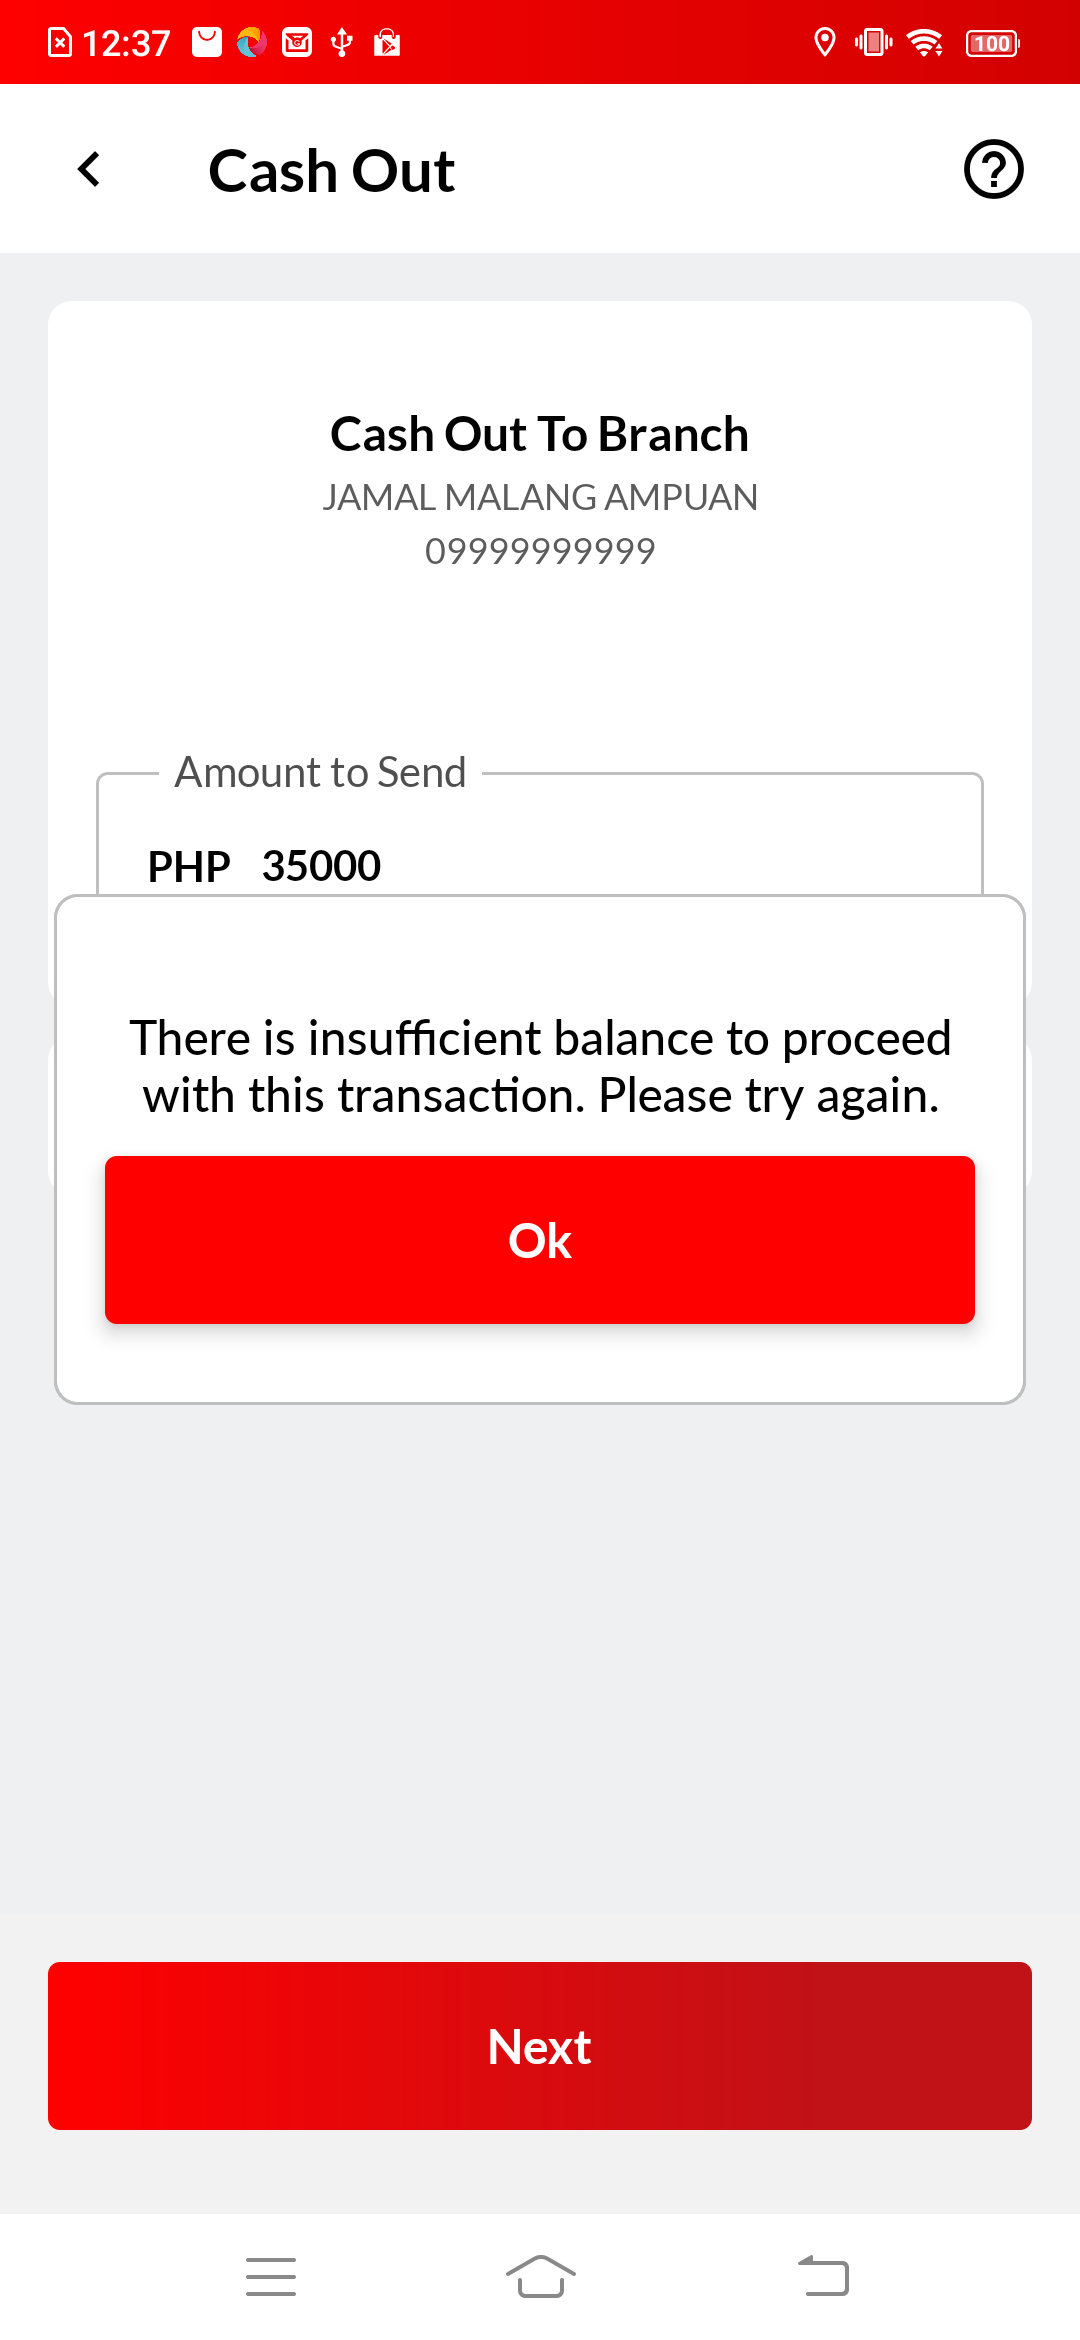 12:37
100
Cash Out
Cash Out To Branch
JAMAL MALANG AMPUAN
09999999999
Amount to Send
PHP 35000
There is insufficient balance to proceed
with this transaction. Please try again.
Ok
Next